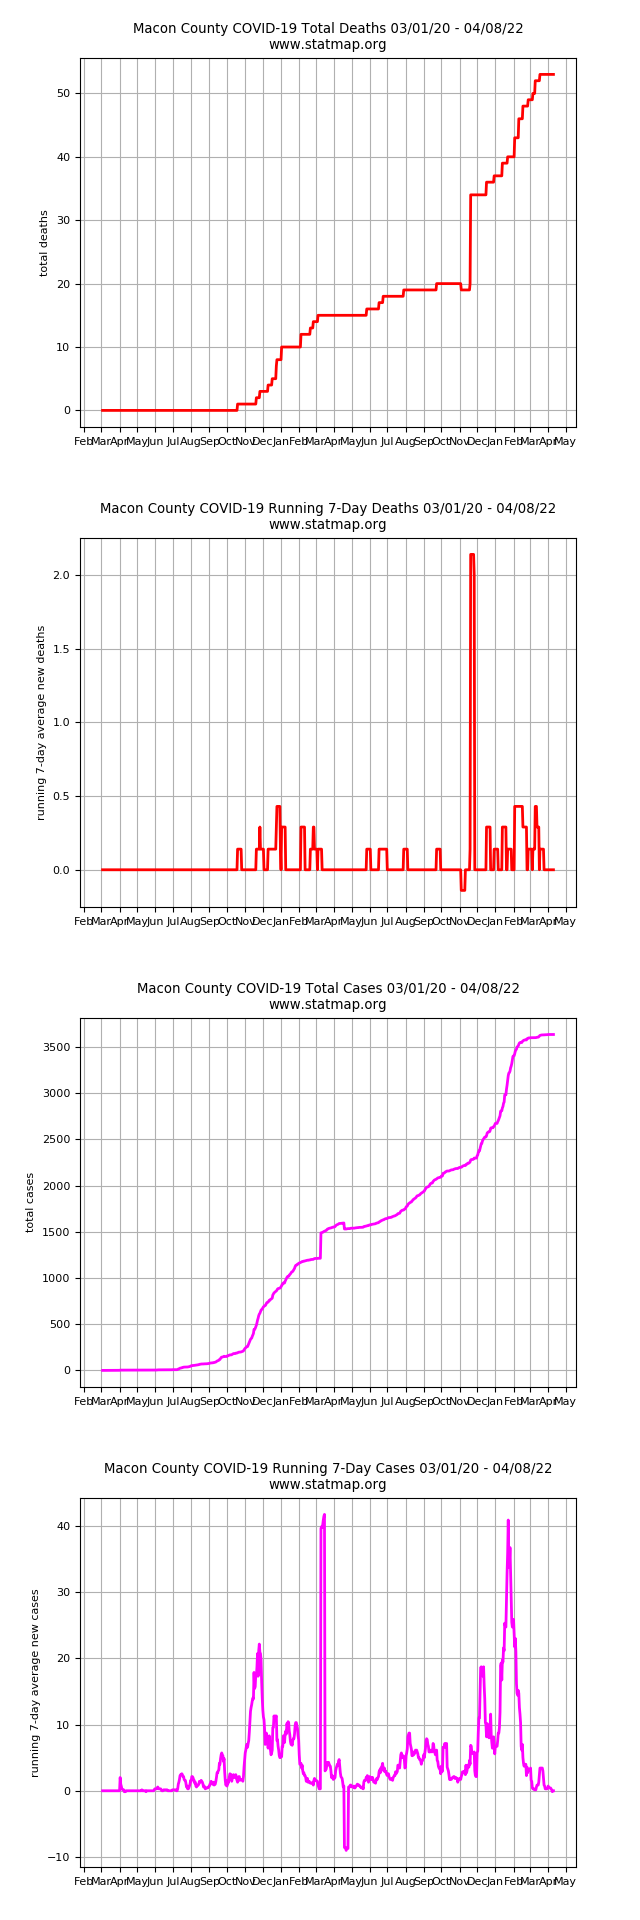 Macon County COVID-19 Total Deaths 03/01/20 - 04/08/22
www.statmap.org
50
40
30
20
10
0
total deaths
Feb Mar Apr May Jun Jul Aug Sep Oct Nov Dec Jan Feb Mar Apr May Jun Jul Aug Sep Oct Nov Dec Jan Feb Mar Apr May
Macon County COVID-19 Running 7-Day Deaths 03/01/20 - 04/08/22
www.statmap.org
2.0
1.5
1.0
0.5
0.0
running 7-day average new deaths
Feb Mar Apr May Jun Jul Aug Sep Oct Nov Dec Jan Feb Mar Apr May Jun Jul Aug Sep Oct Nov Dec Jan Feb Mar Apr May
Macon County COVID-19 Total Cases 03/01/20 - 04/08/22
www.statmap.org
3500
3000
2500
2000
1500
1000
500
0
total cases
Feb Mar Apr May Jun Jul Aug Sep Oct Nov Dec Jan Feb Mar Apr May Jun Jul Aug Sep Oct Nov Dec Jan Feb Mar Apr May
Macon County COVID-19 Running 7-Day Cases 03/01/20 - 04/08/22
www.statmap.org
40
30
20
10
0
−10
running 7-day average new cases
Feb Mar Apr May Jun Jul Aug Sep Oct Nov Dec Jan Feb Mar Apr May Jun Jul Aug Sep Oct Nov Dec Jan Feb Mar Apr May